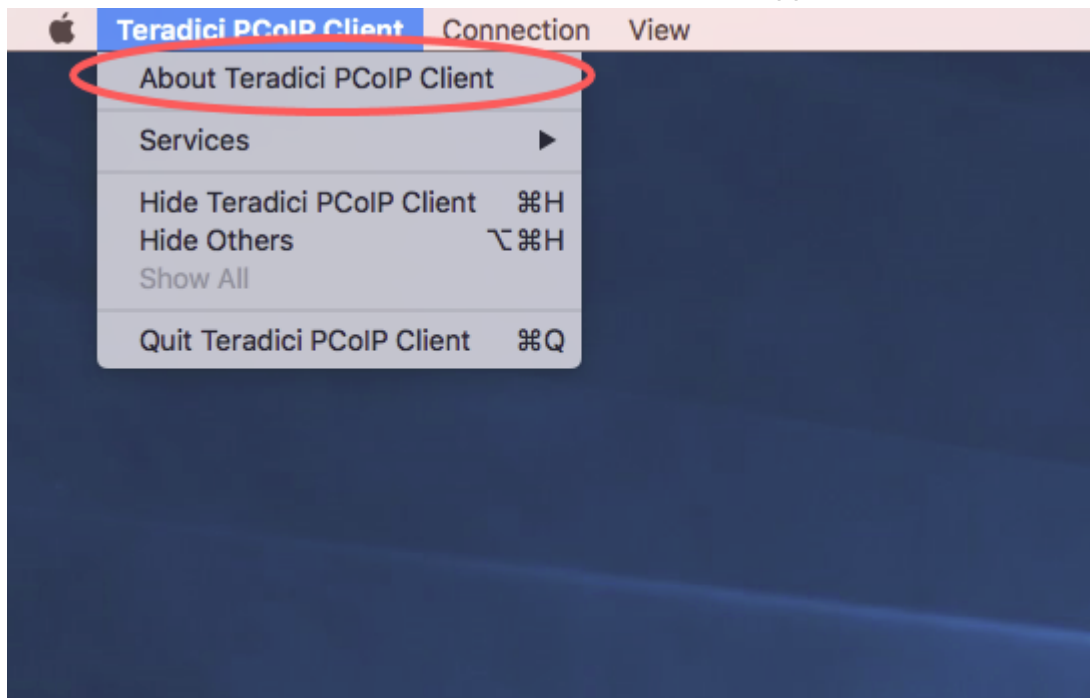 Teradici PCoIP Client Connection View
About Teradici PCoIP Client
Services ▶
Hide Teradici PCoIP Client ⌘H
Hide Others ⌥⌘H
Show All
Quit Teradici PCoIP Client ⌘Q